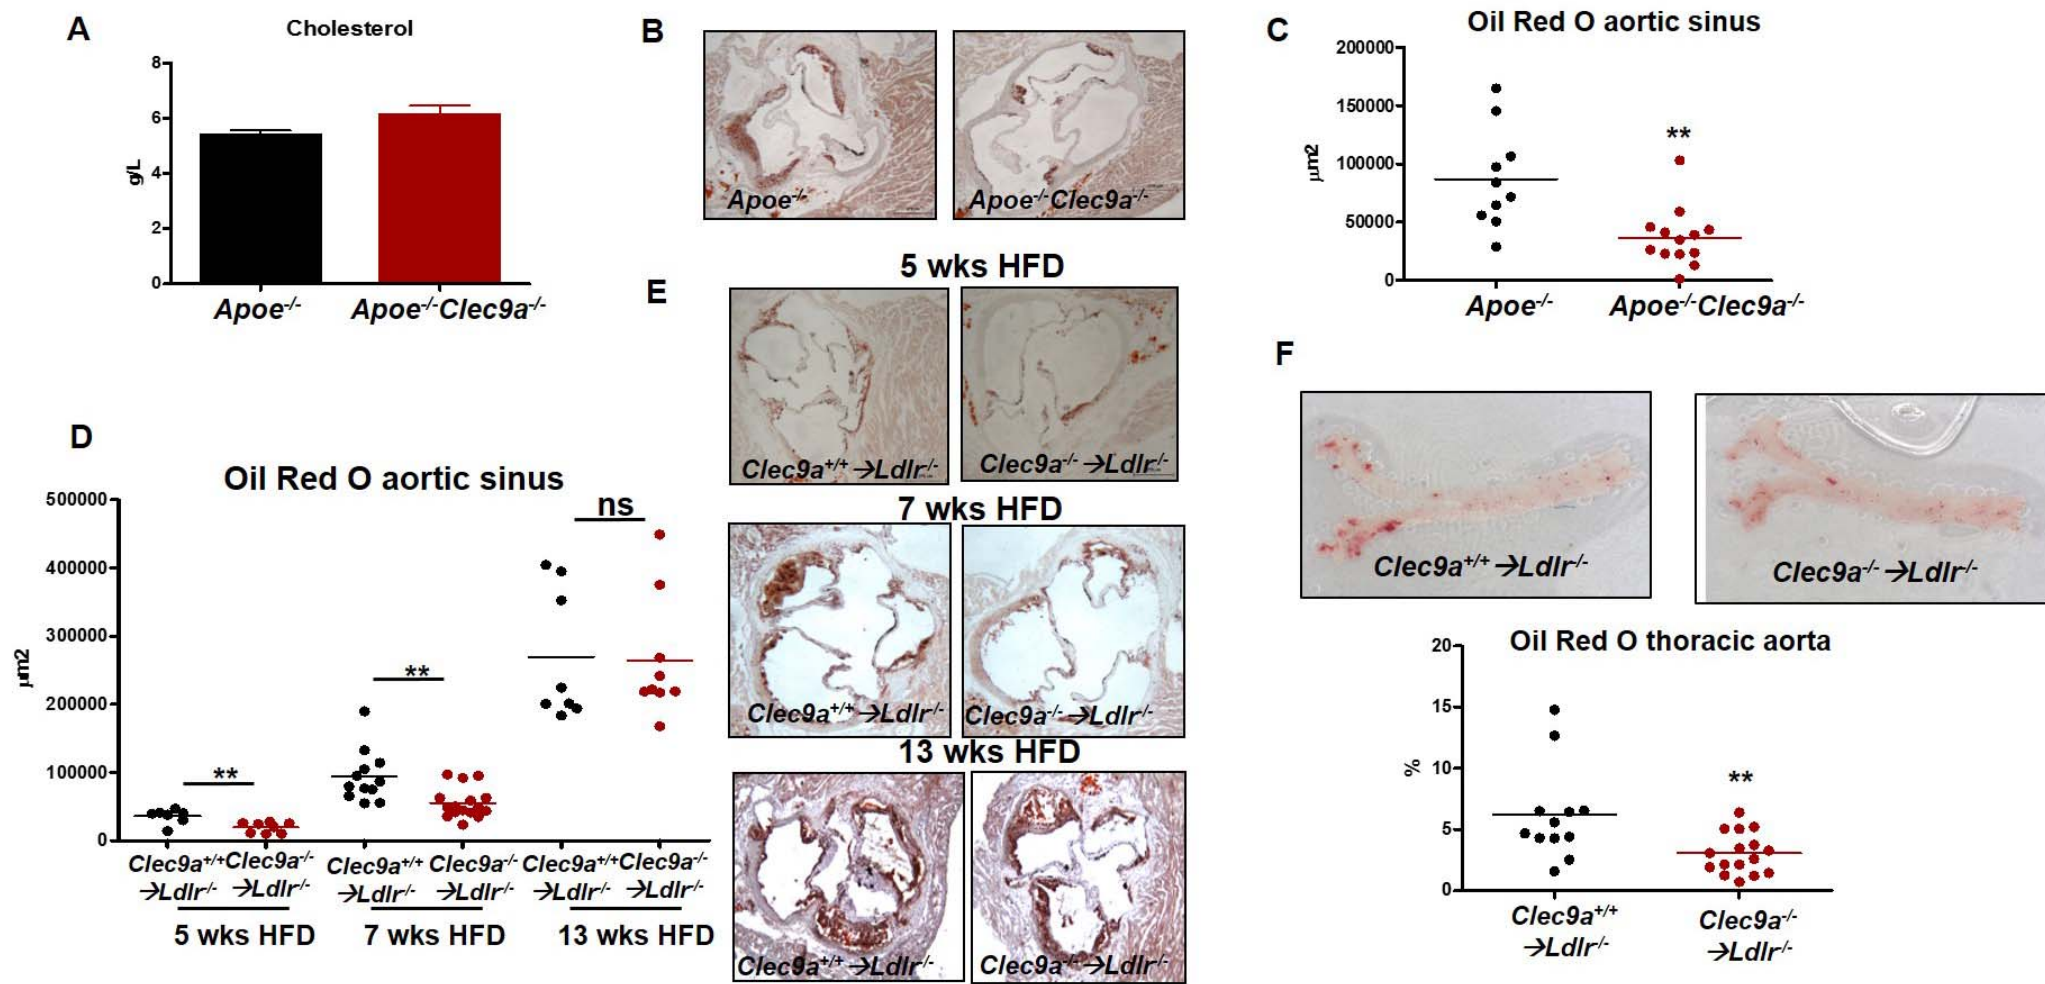 A
Cholesterol
8
6
4
2
0
g/L
Apoe-/-
Apoe-/-Clec9a-/-
B
Apoe-/-
Apoe-/-Clec9a-/-
C
Oil Red O aortic sinus
200000
150000
100000
50000
0
µm2
**
Apoe-/-
Apoe-/-Clec9a-/-
D
Oil Red O aortic sinus
500000
400000
300000
200000
100000
0
µm2
**
**
ns
Clec9a+/+
→Ldlr-/-
Clec9a-/-
→Ldlr-/-
5 wks HFD
Clec9a+/+
→Ldlr-/-
Clec9a-/-
→Ldlr-/-
7 wks HFD
Clec9a+/+
→Ldlr-/-
Clec9a-/-
→Ldlr-/-
13 wks HFD
E
5 wks HFD
Clec9a+/+→Ldlr-/-
Clec9a-/-→Ldlr-/-
7 wks HFD
Clec9a+/+→Ldlr-/-
Clec9a-/-→Ldlr-/-
13 wks HFD
Clec9a+/+→Ldlr-/-
Clec9a-/-→Ldlr-/-
F
Clec9a+/+→Ldlr-/-
Clec9a-/-→Ldlr-/-
Oil Red O thoracic aorta
20
15
10
5
0
%
**
Clec9a+/+
→Ldlr-/-
Clec9a-/-
→Ldlr-/-